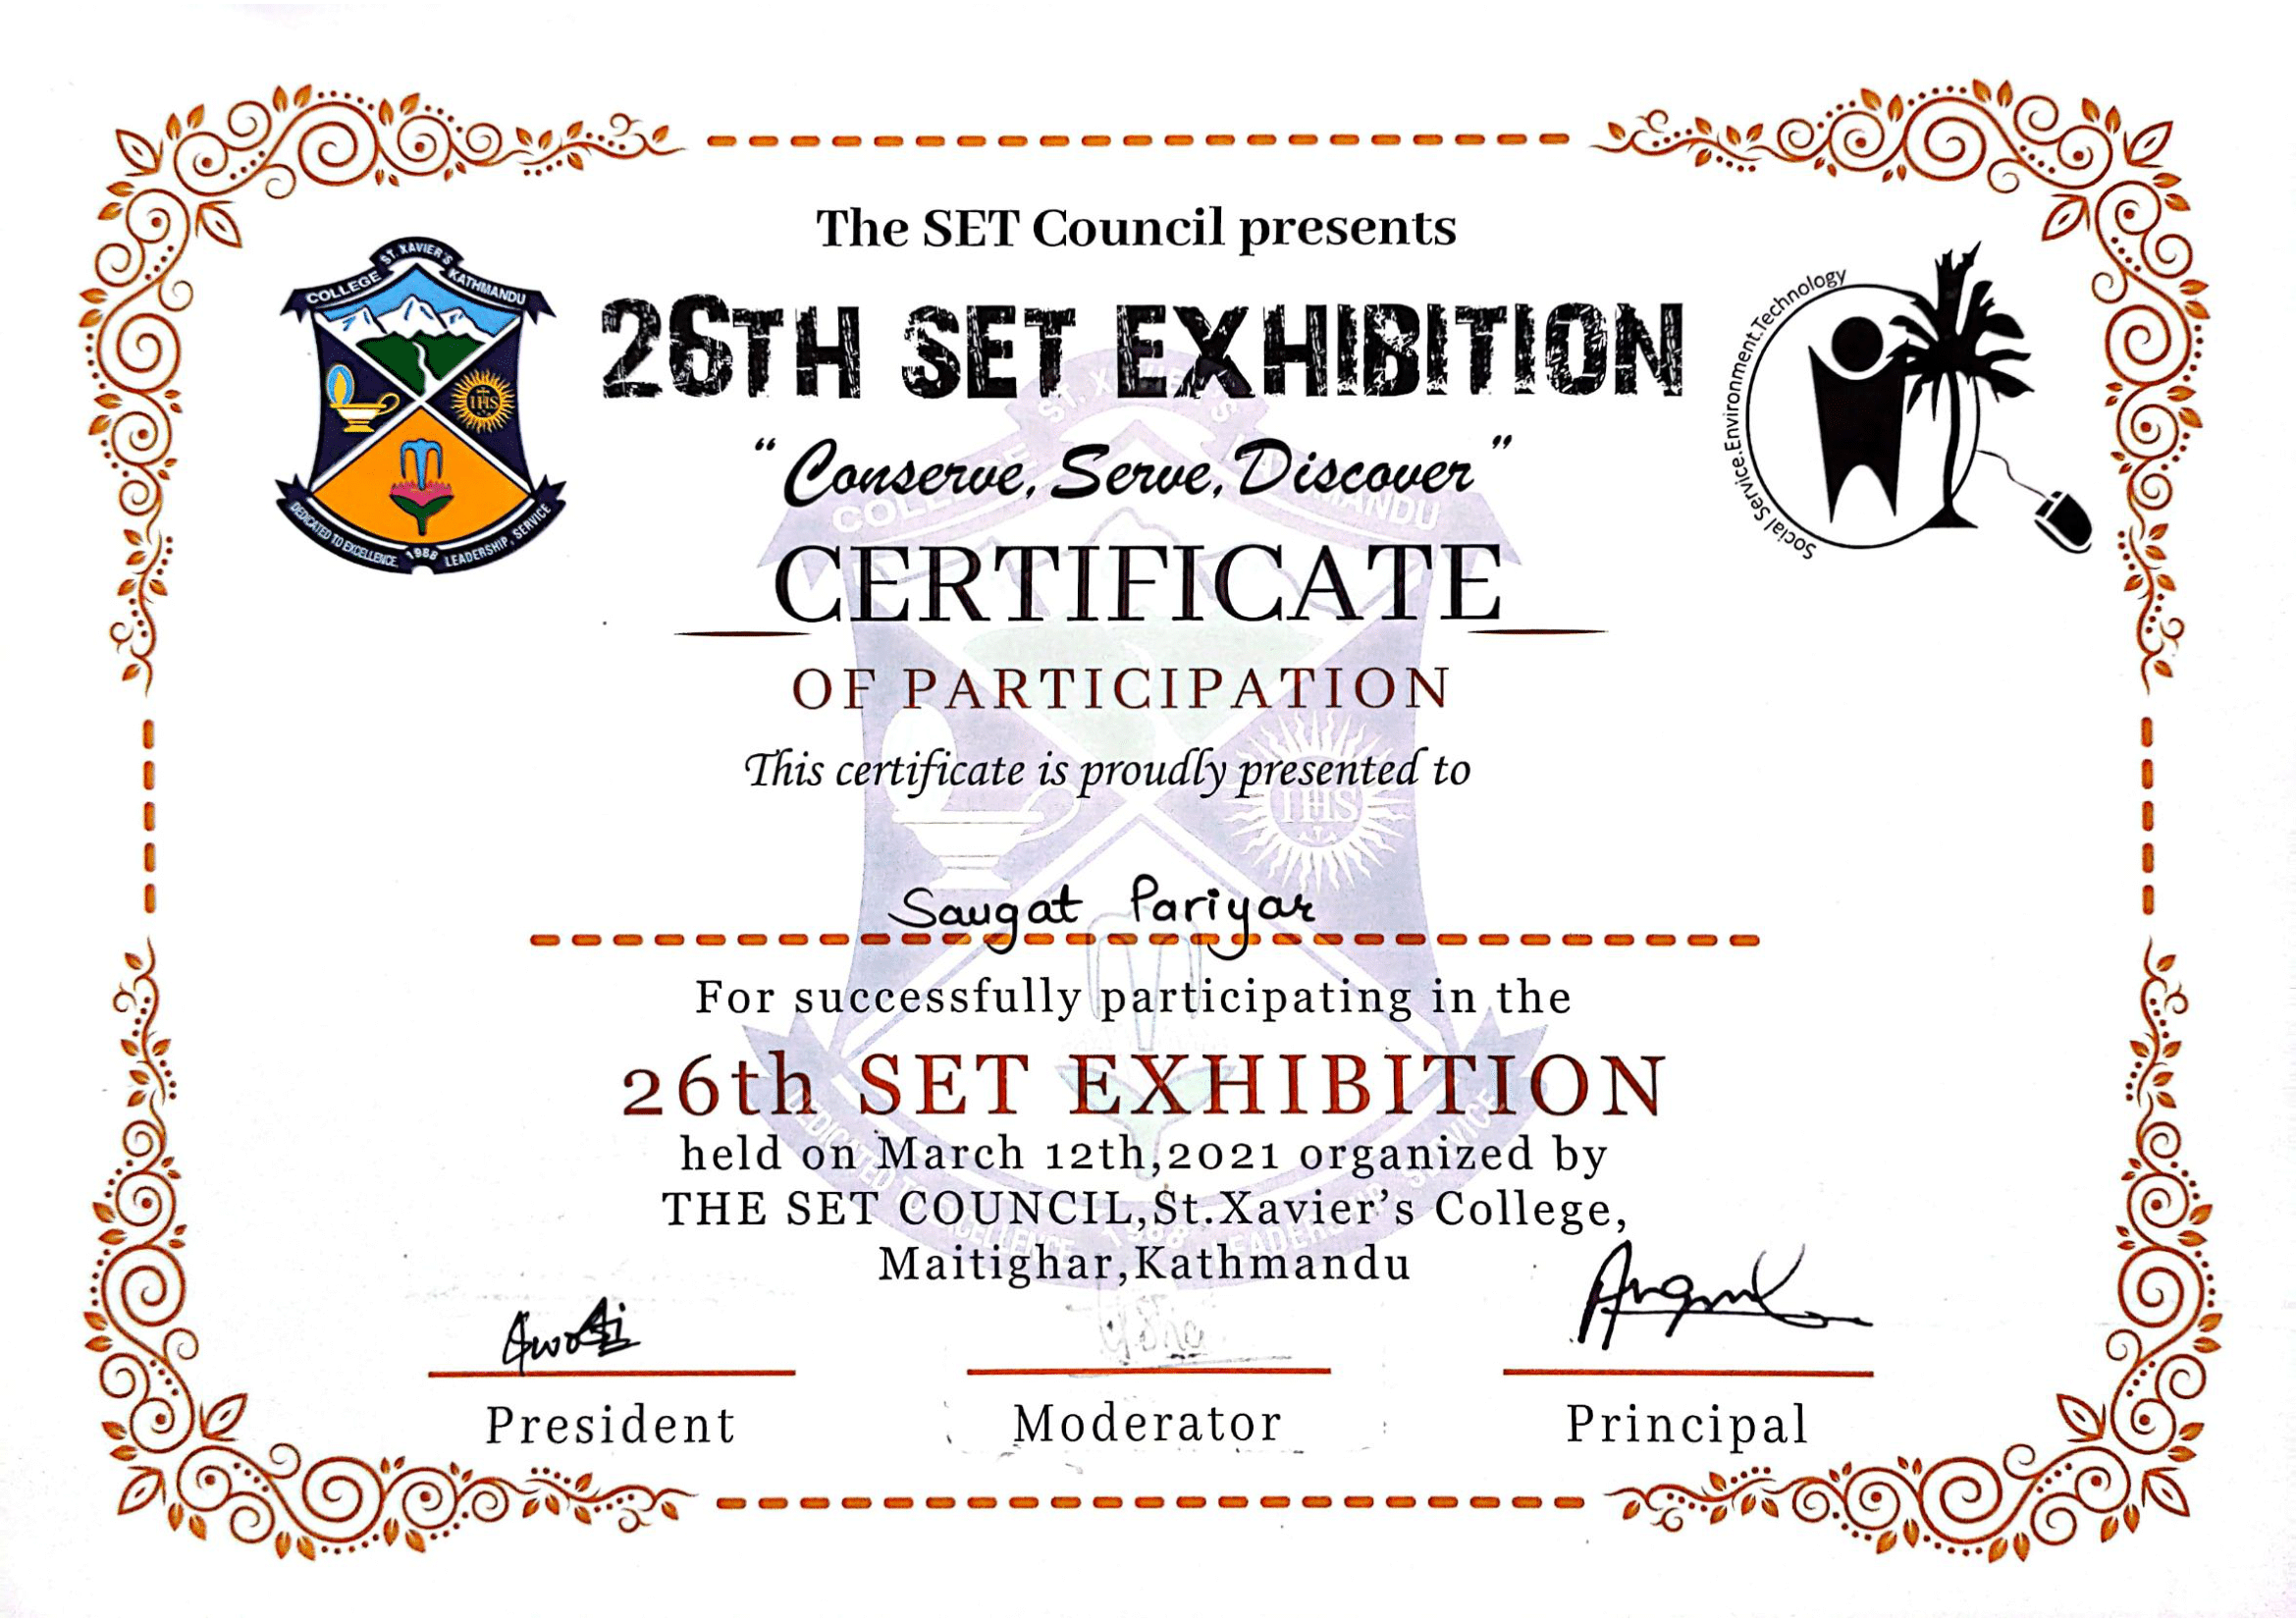 The SET Council presents
COLLEGE ST. XAVIER'S KATHMANDU
IHS
DEDICATED TO EXCELLENCE, 1988 LEADERSHIP, SERVICE
26TH SET EXHIBITION
Social Service.Environment.Technology
“Conserve, Serve, Discover”
CERTIFICATE
OF PARTICIPATION
This certificate is proudly presented to
IHS
Saugat Pariyar
For successfully participating in the
26th SET EXHIBITION
held on March 12th,2021 organized by
THE SET COUNCIL,St.Xavier’s College,
Maitighar,Kathmandu
President
Moderator
Principal